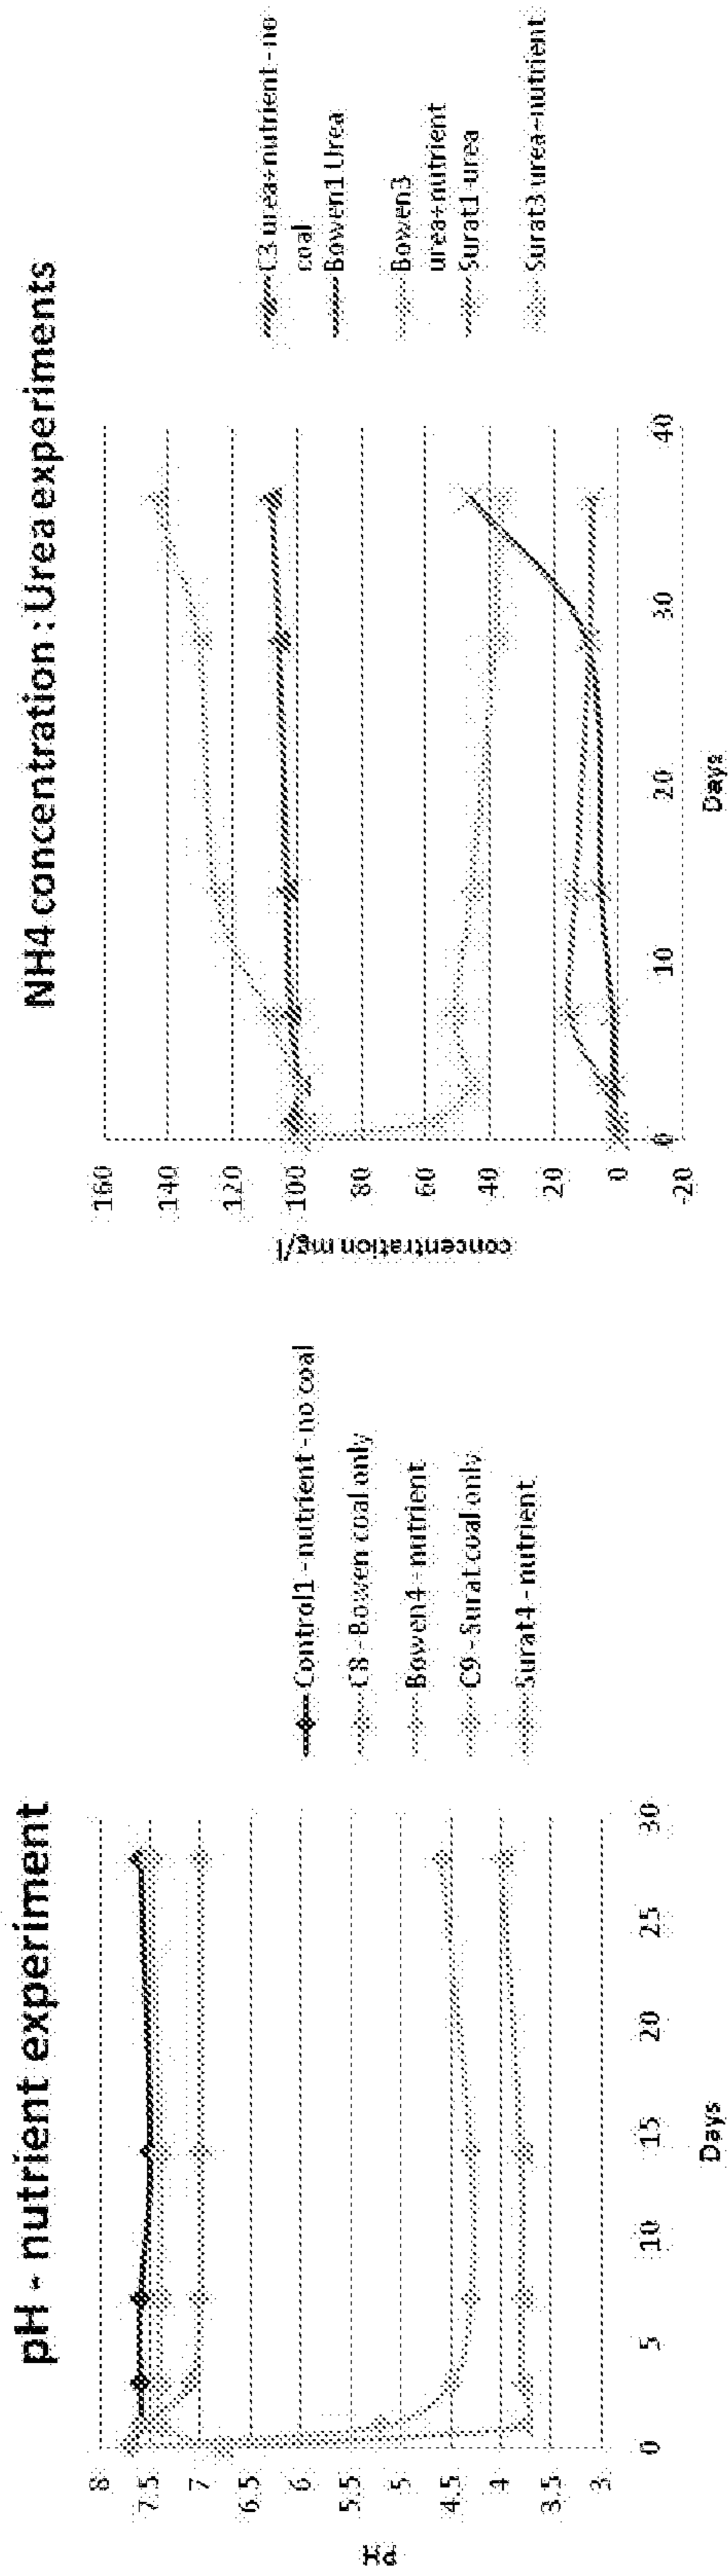 pH - nutrient experiment
8
7.5
7
6.5
6
5.5
5
4.5
4
3.5
3
pH
0
5
10
15
20
25
30
Days
Control1 - nutrient - no coal
C8 - Bowen coal only
Bowen4 - nutrient
C9 - Surat coal only
Surat4 - nutrient
NH4 concentration : Urea experiments
160
140
120
100
80
60
40
20
0
-20
concentration mg/l
0
10
20
30
40
Days
C3 urea+nutrient - no
coal
Bowen1 Urea
Bowen3
urea+nutrient
Surat1-urea
Surat3 urea+nutrient